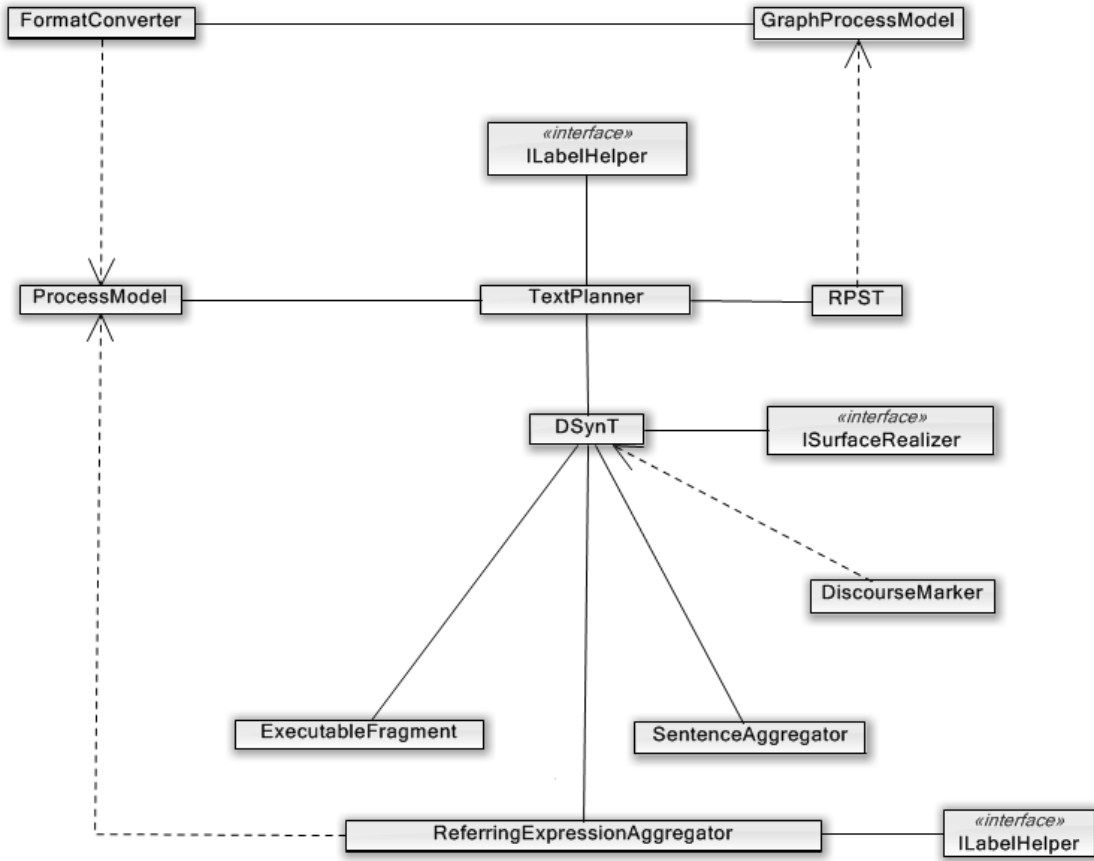 FormatConverter
GraphProcessModel
«interface»
ILabelHelper
ProcessModel
TextPlanner
RPST
DSynT
«interface»
ISurfaceRealizer
DiscourseMarker
ExecutableFragment
SentenceAggregator
ReferringExpressionAggregator
«interface»
ILabelHelper